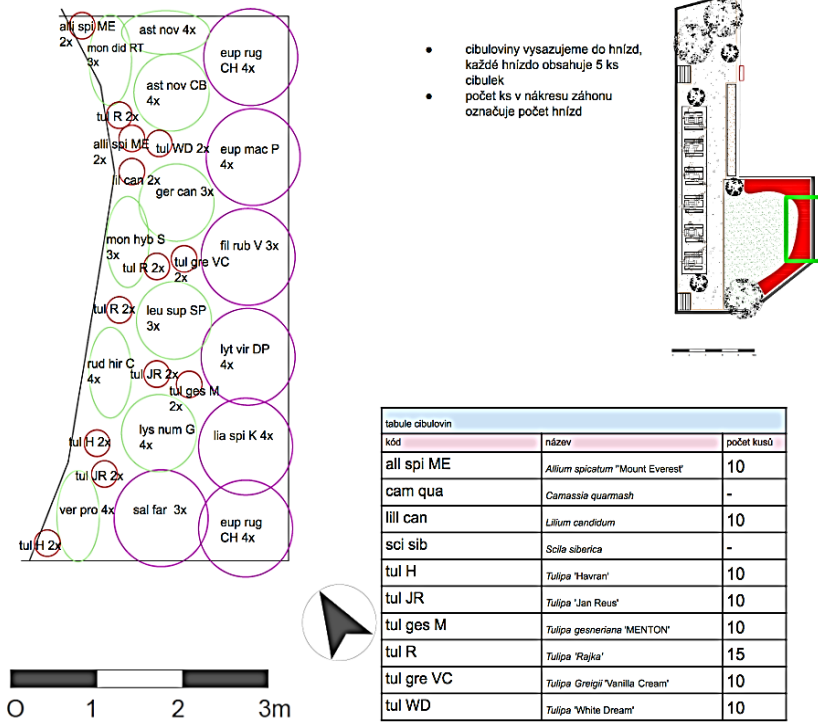 alli spi ME
2x
mon did RT
3x
ast nov 4x
eup rug
CH 4x
ast nov CB
4x
tul R 2x
alli spi ME
2x
tul WD 2x
eup mac P
4x
lil can 2x
ger can 3x
mon hyb S
3x
tul R 2x
tul gre VC
2x
fil rub V 3x
tul R 2x
leu sup SP
3x
rud hir C
4x
tul JR 2x
tul ges M
2x
lyt vir DP
4x
tul H 2x
lys num G
4x
lia spi K 4x
tul JR 2x
ver pro 4x
sal far 3x
eup rug
CH 4x
tul H 2x
O 1 2 3m
• cibuloviny vysazujeme do hnízd,
každé hnízdo obsahuje 5 ks
cibulek
• počet ks v nákresu záhonu
označuje počet hnízd
tabule cibulovin
kód název počet kusů
all spi ME Allium spicatum "Mount Everest' 10
cam qua Camassia quarmash -
lill can Lilium candidum 10
sci sib Scila siberica -
tul H Tulipa 'Havran' 10
tul JR Tulipa 'Jan Reus' 10
tul ges M Tulipa gesneriana 'MENTON' 10
tul R Tulipa 'Rajka' 15
tul gre VC Tulipa Greigii 'Vanilla Cream' 10
tul WD Tulipa 'White Dream' 10